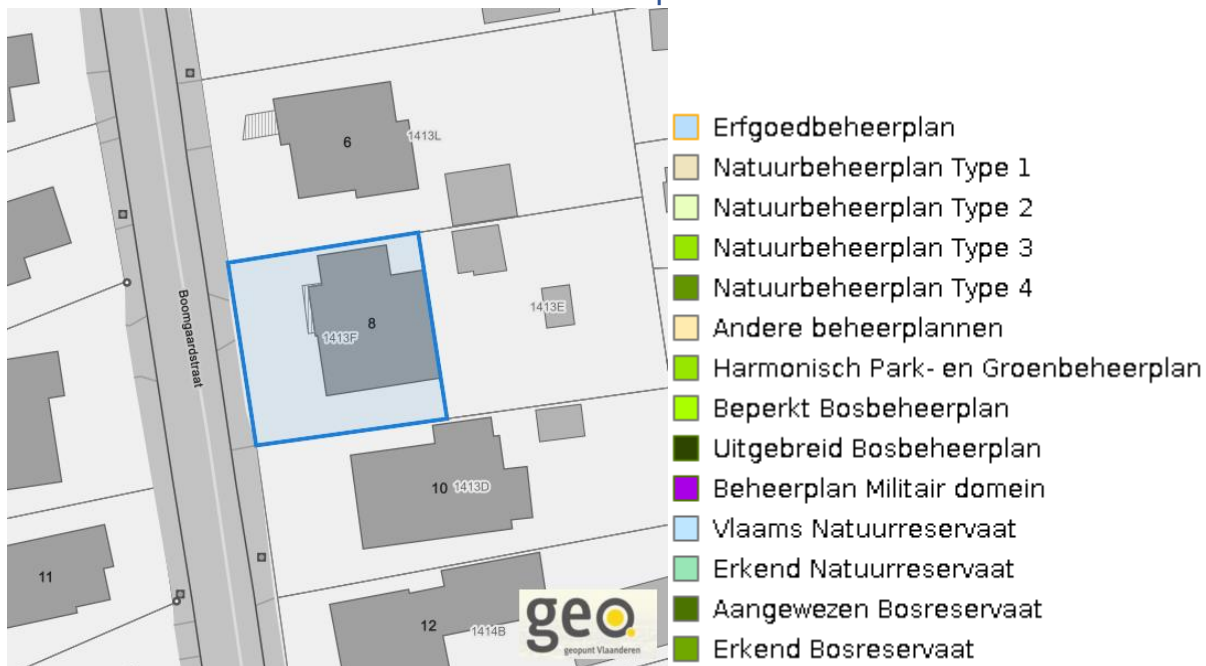 6
1413L
Boomgaardstraat
8
1413F
1413E
10
1413D
11
12
1414B
geo.
geopunt Vlaanderen
Erfgoedbeheerplan
Natuurbeheerplan Type 1
Natuurbeheerplan Type 2
Natuurbeheerplan Type 3
Natuurbeheerplan Type 4
Andere beheerplannen
Harmonisch Park- en Groenbeheerplan
Beperkt Bosbeheerplan
Uitgebreid Bosbeheerplan
Beheerplan Militair domein
Vlaams Natuurreservaat
Erkend Natuurreservaat
Aangewezen Bosreservaat
Erkend Bosreservaat